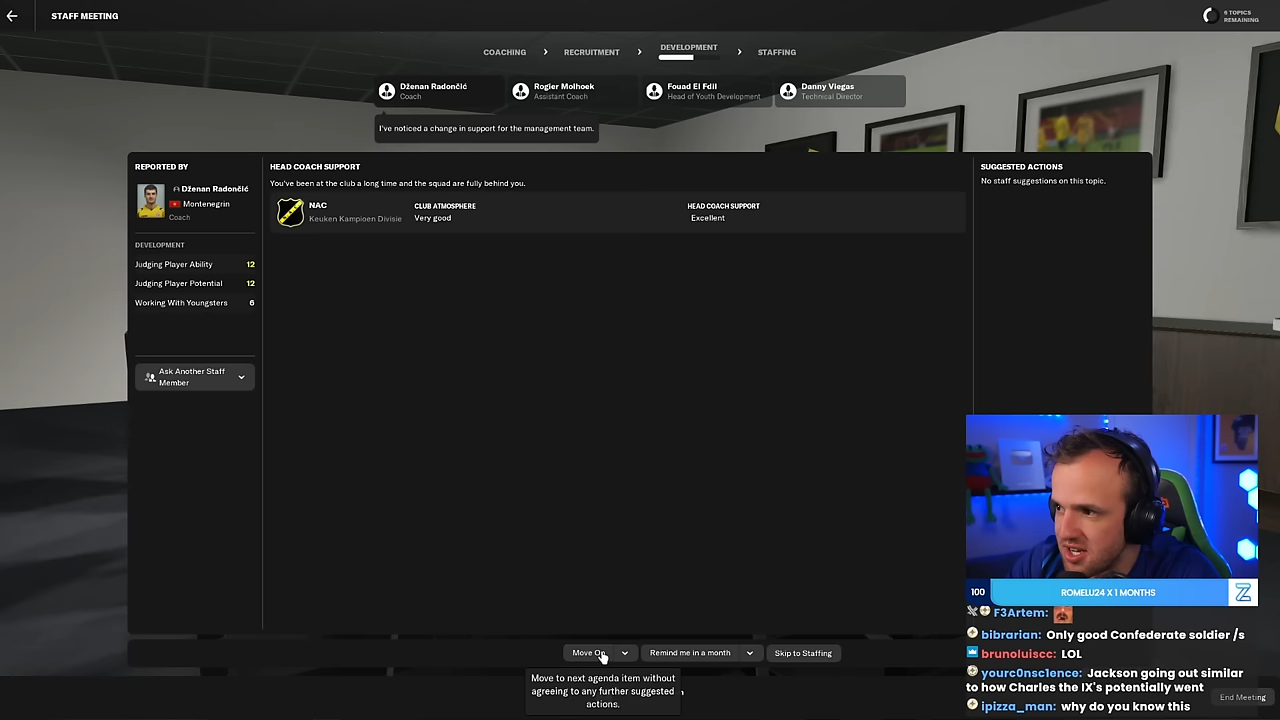 STAFF MEETING
6 TOPICS
REMAINING
COACHING
RECRUITMENT
DEVELOPMENT
STAFFING
Dženan Radončić
Coach
Rogier Molhoek
Assistant Coach
Fouad El Fdil
Head of Youth Development
Danny Viegas
Technical Director
I've noticed a change in support for the management team.
REPORTED BY
Dženan Radončić
Montenegrin
Coach
DEVELOPMENT
Judging Player Ability 12
Judging Player Potential 12
Working With Youngsters 6
Ask Another Staff
Member
HEAD COACH SUPPORT
You've been at the club a long time and the squad are fully behind you.
NAC
Keuken Kampioen Divisie
CLUB ATMOSPHERE
Very good
HEAD COACH SUPPORT
Excellent
SUGGESTED ACTIONS
No staff suggestions on this topic.
100 ROMELU24 X 1 MONTHS
F3Artem:
bibrarian: Only good Confederate soldier /s
brunoluiscc: LOL
yourc0nsc1ence: Jackson going out similar
to how Charles the IX's potentially went
ipizza_man: why do you know this
Move On
Remind me in a month
Skip to Staffing
Move to next agenda item without
agreeing to any further suggested
actions.
End Meeting